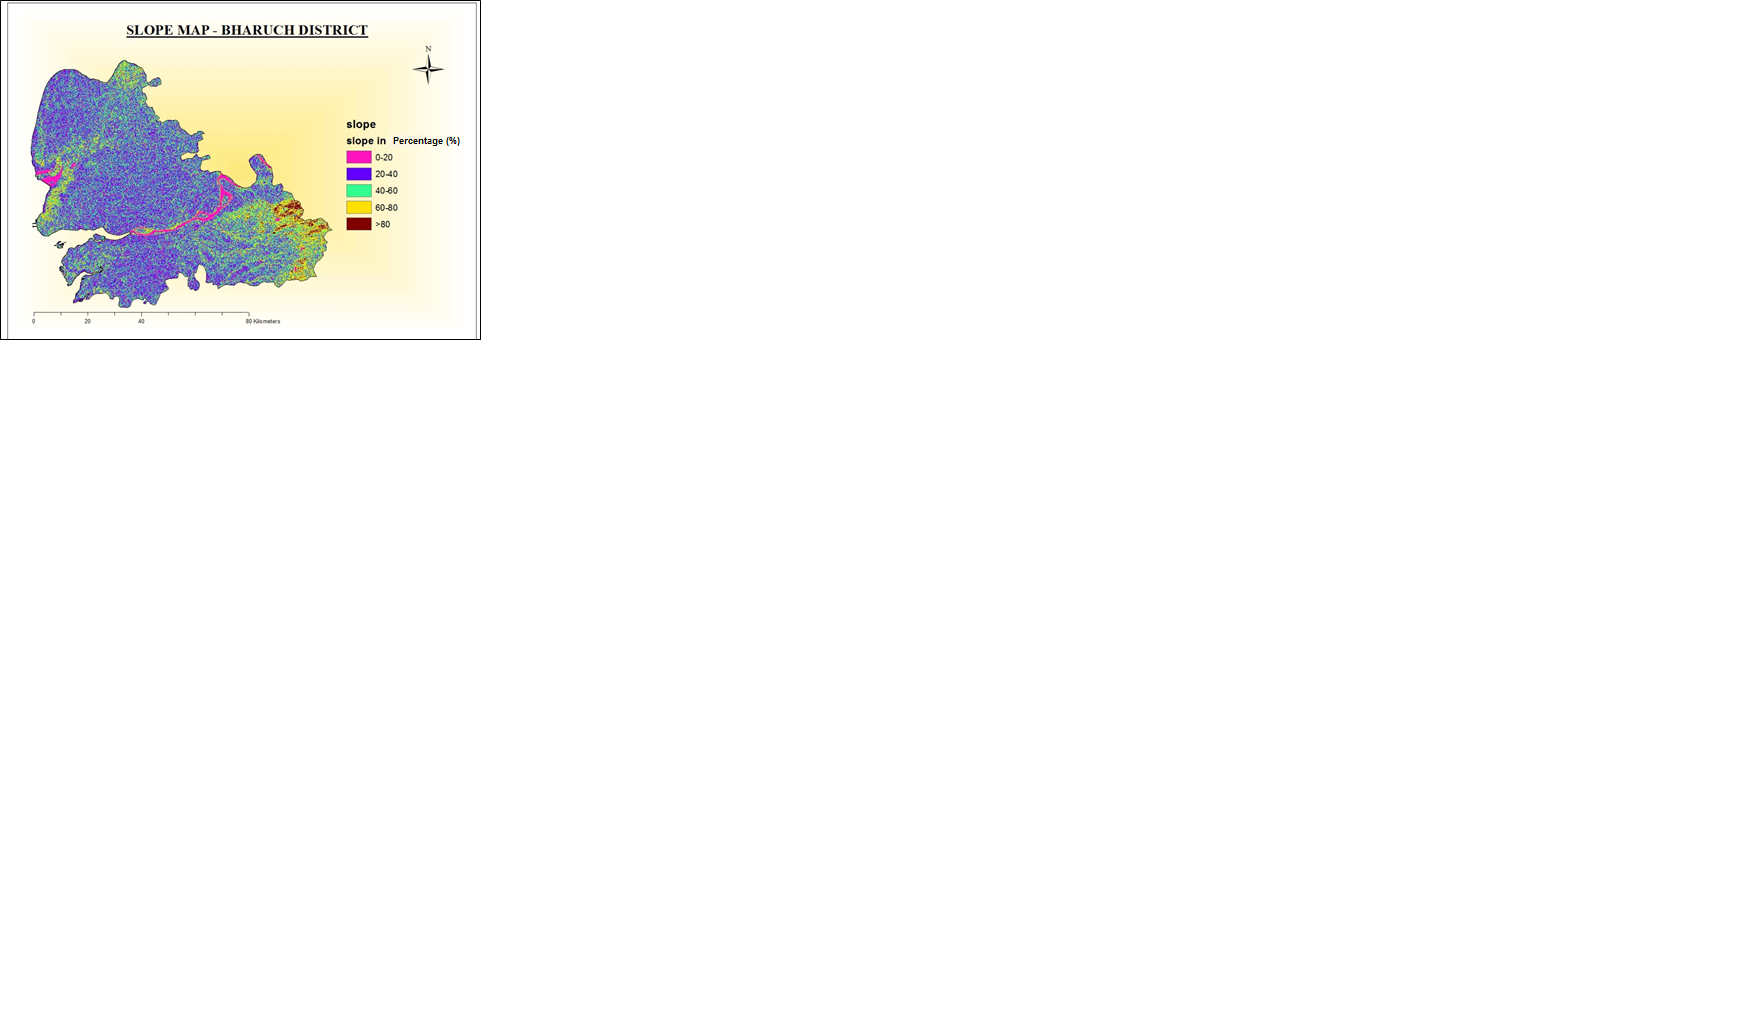 SLOPE MAP - BHARUCH DISTRICT
N
slope
slope in Percentage (%)
0-20
20-40
40-60
60-80
>80
0 20 40 80 Kilometers